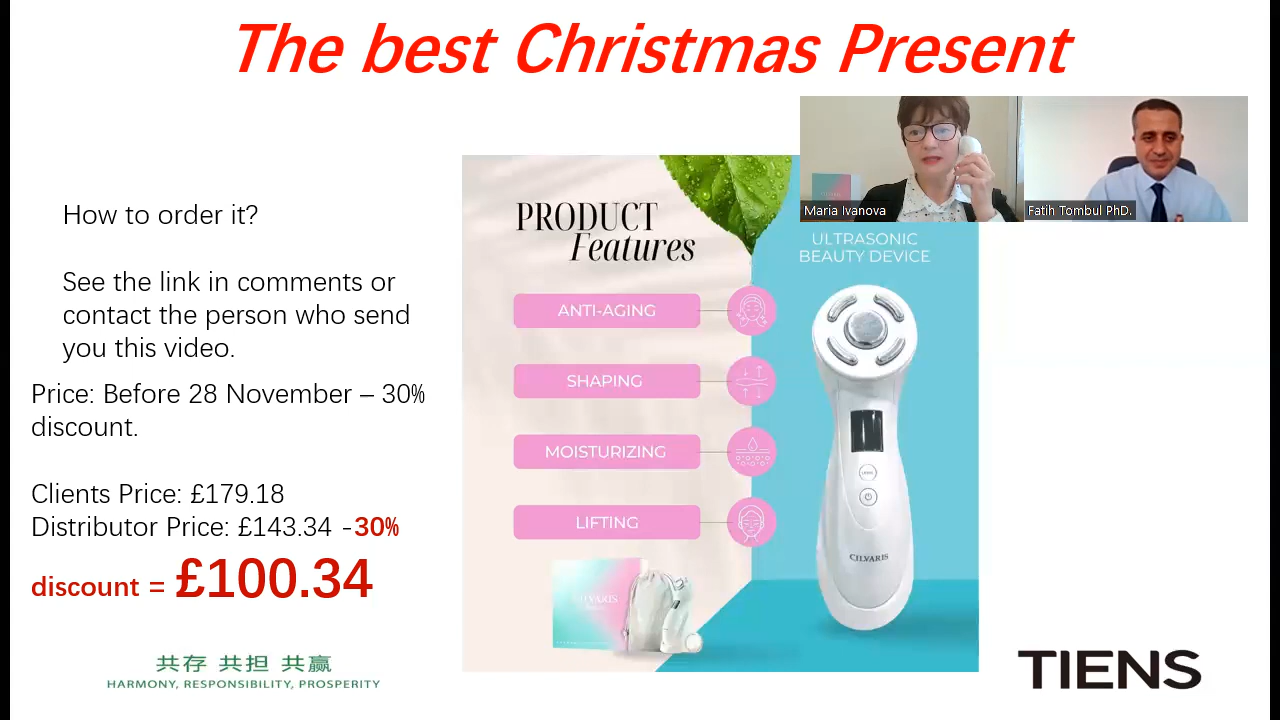 The best Christmas Present
Maria Ivanova
Fatih Tombul PhD.
How to order it?
See the link in comments or
contact the person who send
you this video.
Price: Before 28 November – 30%
discount.
Clients Price: £179.18
Distributor Price: £143.34 -30%
discount = £100.34
PRODUCT
Features
ANTI-AGING
SHAPING
MOISTURIZING
LIFTING
ULTRASONIC
BEAUTY DEVICE
CILVARIS
共存 共担 共赢
HARMONY, RESPONSIBILITY, PROSPERITY
TIENS